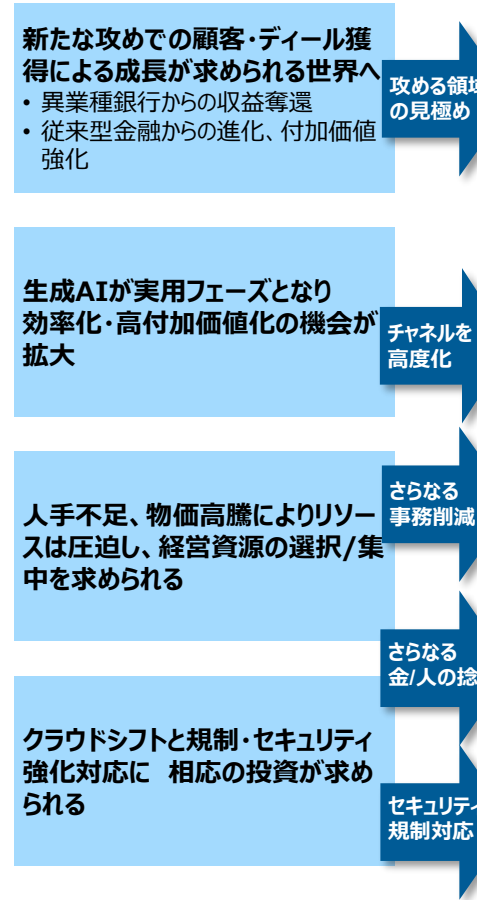 新たな攻めでの顧客・ディール獲
得による成長が求められる世界へ
• 異業種銀行からの収益奪還
• 従来型金融からの進化、付加価値
強化
攻める領域
の見極め
生成AIが実用フェーズとなり
効率化・高付加価値化の機会が
拡大
チャネルを
高度化
人手不足、物価高騰によりリソー
スは圧迫し、経営資源の選択/集
中を求められる
さらなる
事務削減
さらなる
金/人の捻
クラウドシフトと規制・セキュリティ
強化対応に 相応の投資が求め
られる
セキュリティ
規制対応